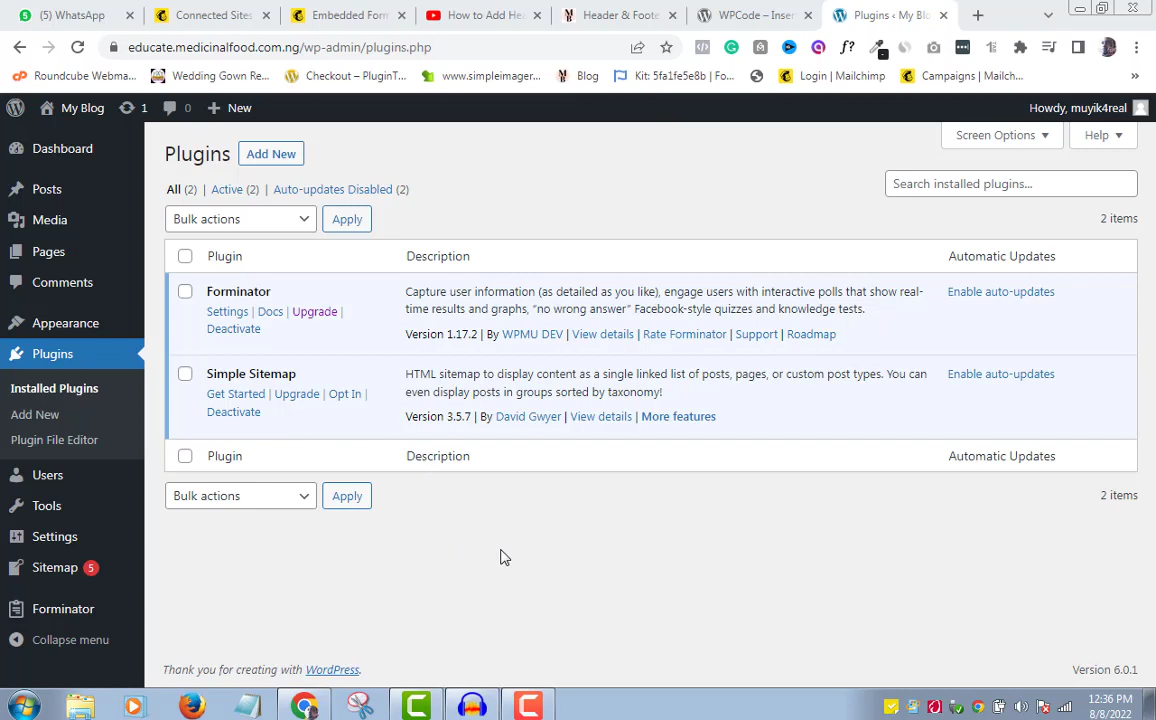 (5) WhatsApp
Connected Sites
Embedded Form
How to Add Hea
Header & Foote
WPCode – Inser
Plugins ‹ My Blo
educate.medicinalfood.com.ng/wp-admin/plugins.php
Roundcube Webma...
Wedding Gown Re...
Checkout – PluginT...
www.simpleimager...
Blog
Kit: 5fa1fe5e8b | Fo...
Login | Mailchimp
Campaigns | Mailch...
My Blog
1
0
New
Howdy, muyik4real
Dashboard
Posts
Media
Pages
Comments
Appearance
Plugins
Installed Plugins
Add New
Plugin File Editor
Users
Tools
Settings
Sitemap 5
Forminator
Collapse menu
Screen Options
Help
Plugins
Add New
All (2) | Active (2) | Auto-updates Disabled (2)
Search installed plugins...
Bulk actions
Apply
2 items
Plugin
Description
Automatic Updates
Forminator
Settings | Docs | Upgrade |
Deactivate
Capture user information (as detailed as you like), engage users with interactive polls that show real-
time results and graphs, “no wrong answer” Facebook-style quizzes and knowledge tests.
Version 1.17.2 | By WPMU DEV | View details | Rate Forminator | Support | Roadmap
Enable auto-updates
Simple Sitemap
Get Started | Upgrade | Opt In |
Deactivate
HTML sitemap to display content as a single linked list of posts, pages, or custom post types. You can
even display posts in groups sorted by taxonomy!
Version 3.5.7 | By David Gwyer | View details | More features
Enable auto-updates
Plugin
Description
Automatic Updates
Bulk actions
Apply
2 items
Thank you for creating with WordPress.
Version 6.0.1
12:36 PM
8/8/2022